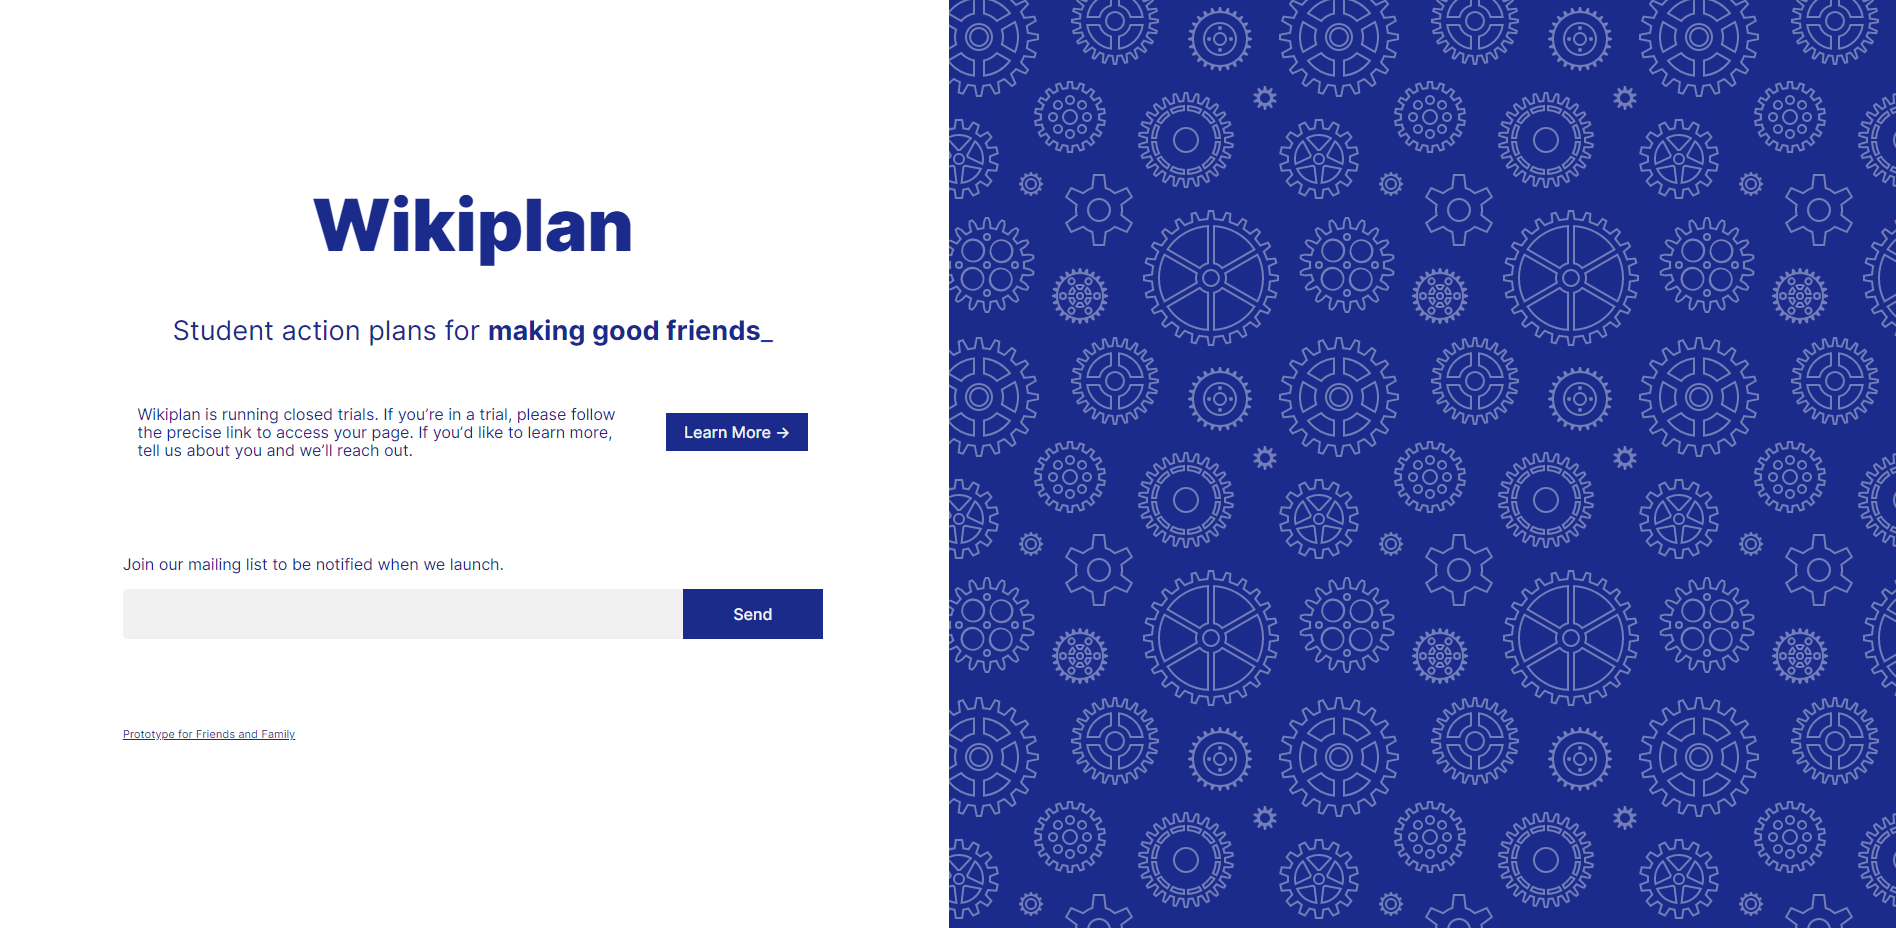 Wikiplan
Student action plans for making good friends_
Wikiplan is running closed trials. If you’re in a trial, please follow
the precise link to access your page. If you’d like to learn more,
tell us about you and we’ll reach out.
Learn More →
Join our mailing list to be notified when we launch.
Send
Prototype for Friends and Family